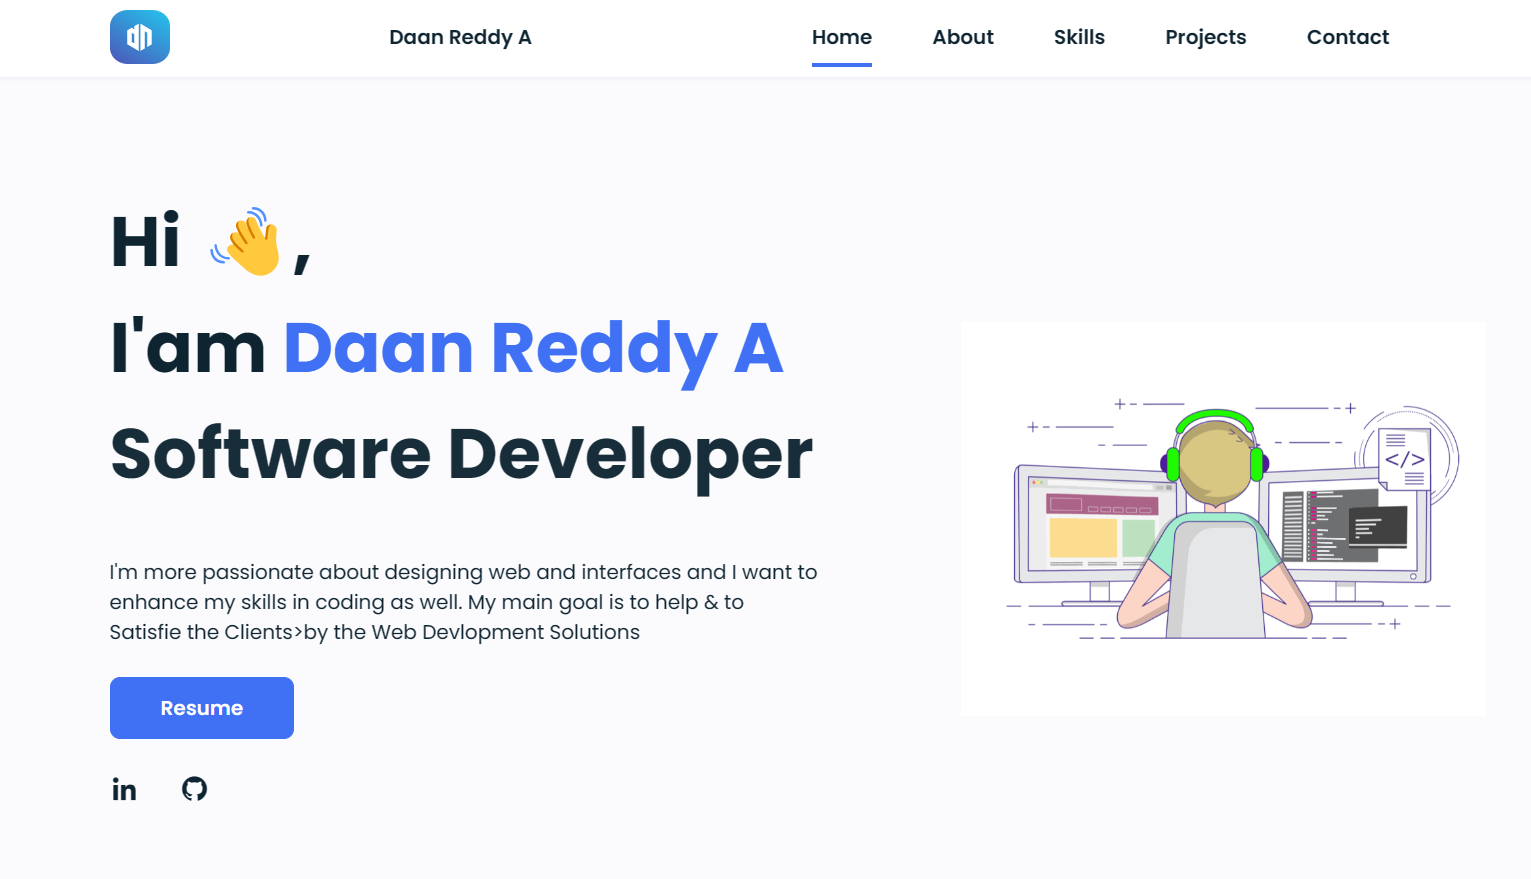 Daan Reddy A
Home
About
Skills
Projects
Contact
Hi 👋,
I'am Daan Reddy A
Software Developer
I'm more passionate about designing web and interfaces and I want to
enhance my skills in coding as well. My main goal is to help & to
Satisfie the Clients>by the Web Devlopment Solutions
Resume
in
</>